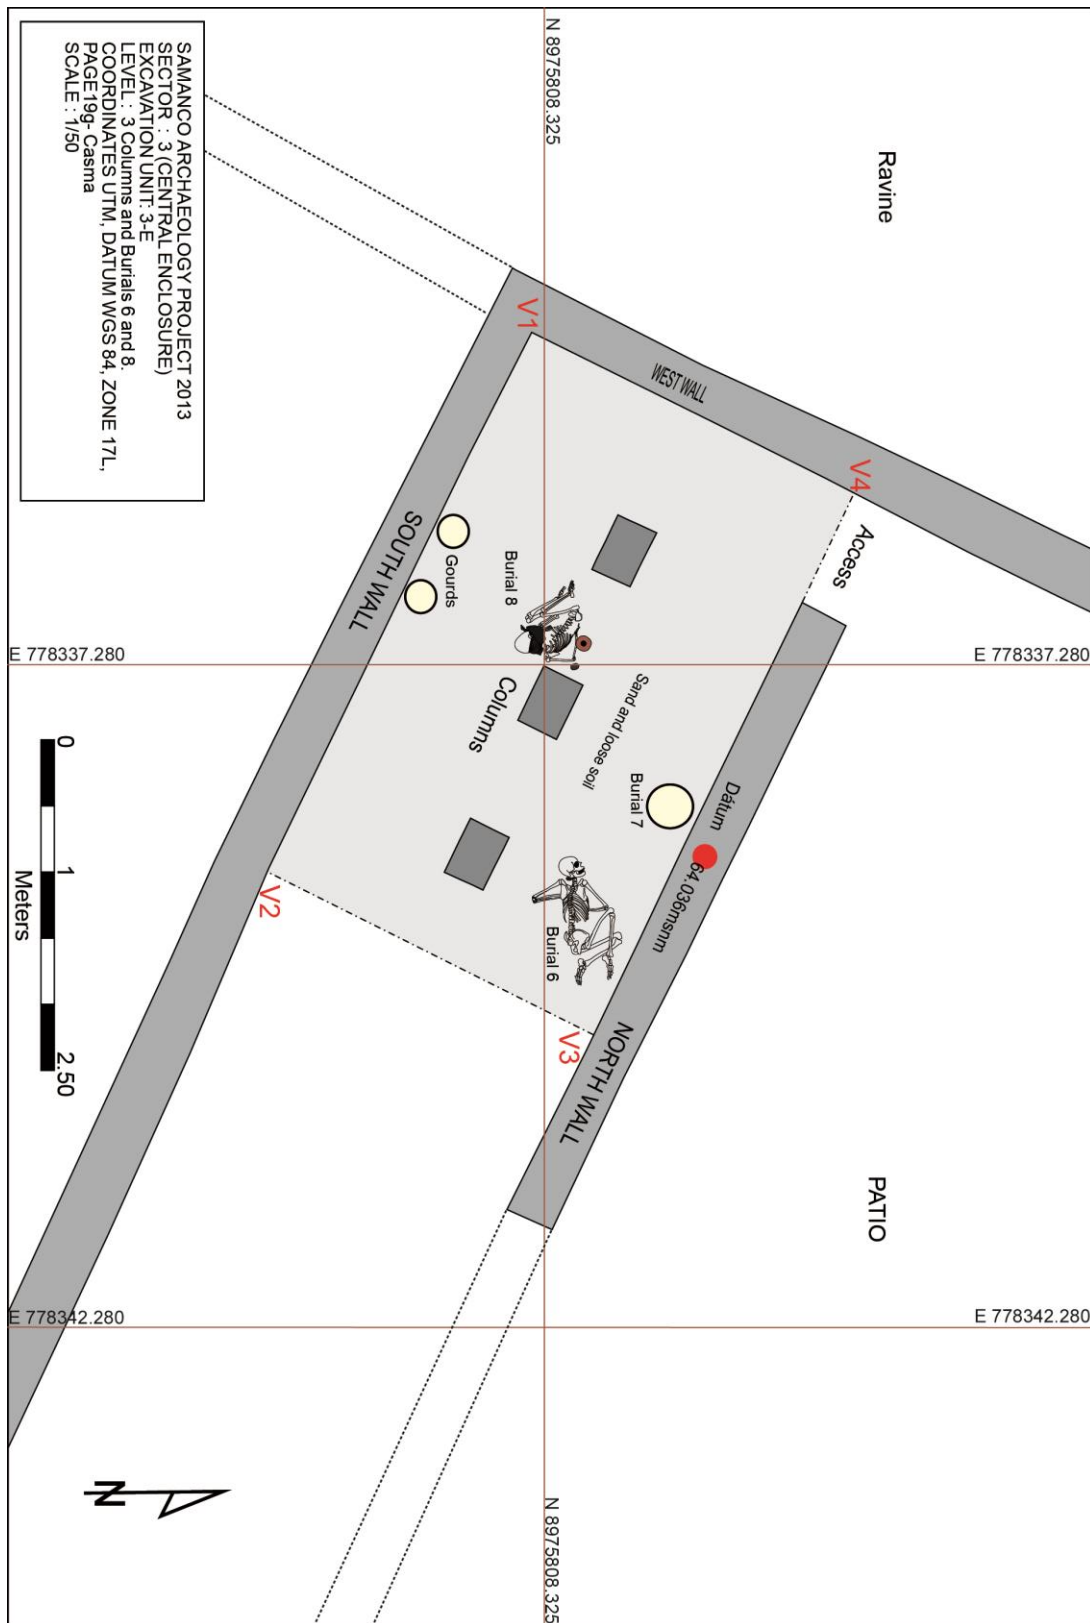 SAMANCO ARCHAEOLOGY PROJECT 2013
SECTOR : 3 (CENTRAL ENCLOSURE)
EXCAVATION UNIT: 3-E
LEVEL : 3 Columns and Burials 6 and 8.
COORDINATES UTM, DATUM WGS 84, ZONE 17L,
PAGE19g- Casma
SCALE : 1/50
N 8975808.325
Ravine
V1
WEST WALL
V4
Access
SOUTH WALL
Gourds
Burial 8
E 778337.280
E 778337.280
Columns
Sand and loose soil
Burial 7
Dátum
64.036msnm
Burial 6
V2
V3
NORTH WALL
PATIO
0
1
2.50
Meters
E 778342.280
E 778342.280
N
N 8975808.325